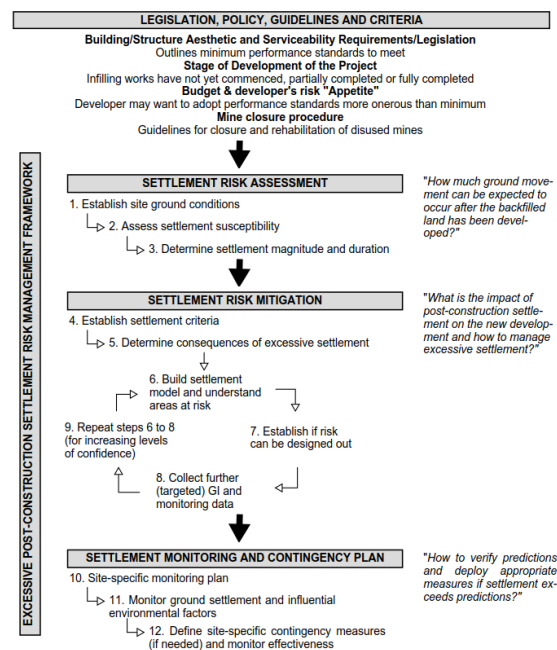 LEGISLATION, POLICY, GUIDELINES AND CRITERIA
Building/Structure Aesthetic and Serviceability Requirements/Legislation
Outlines minimum performance standards to meet
Stage of Development of the Project
Infilling works have not yet commenced, partially completed or fully completed
Budget & developer's risk "Appetite"
Developer may want to adopt performance standards more onerous than minimum
Mine closure procedure
Guidelines for closure and rehabilitation of disused mines
EXCESSIVE POST-CONSTRUCTION SETTLEMENT RISK MANAGEMENT FRAMEWORK
SETTLEMENT RISK ASSESSMENT
1. Establish site ground conditions
2. Assess settlement susceptibility
3. Determine settlement magnitude and duration
"How much ground move-
ment can be expected to
occur after the backfilled
land has been devel-
oped?"
SETTLEMENT RISK MITIGATION
4. Establish settlement criteria
5. Determine consequences of excessive settlement
"What is the impact of
post-construction settle-
ment on the new develop-
ment and how to manage
excessive settlement?"
6. Build settlement
model and understand
areas at risk
7. Establish if risk
can be designed out
8. Collect further
(targeted) GI and
monitoring data
9. Repeat steps 6 to 8
(for increasing levels
of confidence)
SETTLEMENT MONITORING AND CONTINGENCY PLAN
10. Site-specific monitoring plan
11. Monitor ground settlement and influential
environmental factors
12. Define site-specific contingency measures
(if needed) and monitor effectiveness
"How to verify predictions
and deploy appropriate
measures if settlement ex-
ceeds predictions?"